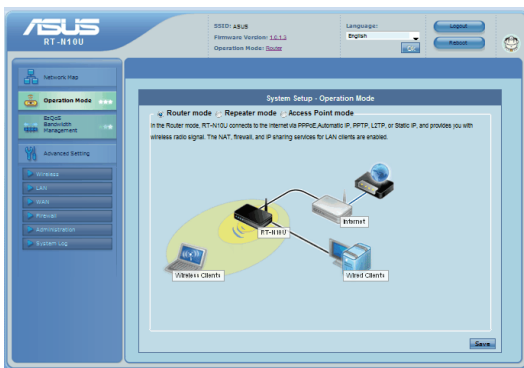 ASUS
RT-N10U
SSID: ASUS
Firmware Version: 1.0.1.3
Operation Mode: Router
Language:
English
OK
Logout
Reboot
Network Map
Operation Mode
EzQoS
Bandwidth
Management
Advanced Setting
Wireless
LAN
WAN
Firewall
Administration
System Log
System Setup - Operation Mode
Router mode Repeater mode Access Point mode
In the Router mode, RT-N10U connects to the Internet via PPPoE,Automatic IP, PPTP, L2TP, or Static IP, and provides you with
wireless radio signal. The NAT, firewall, and IP sharing services for LAN clients are enabled.
Internet
RT-N10U
Wireless Clients
Wired Clients
Save